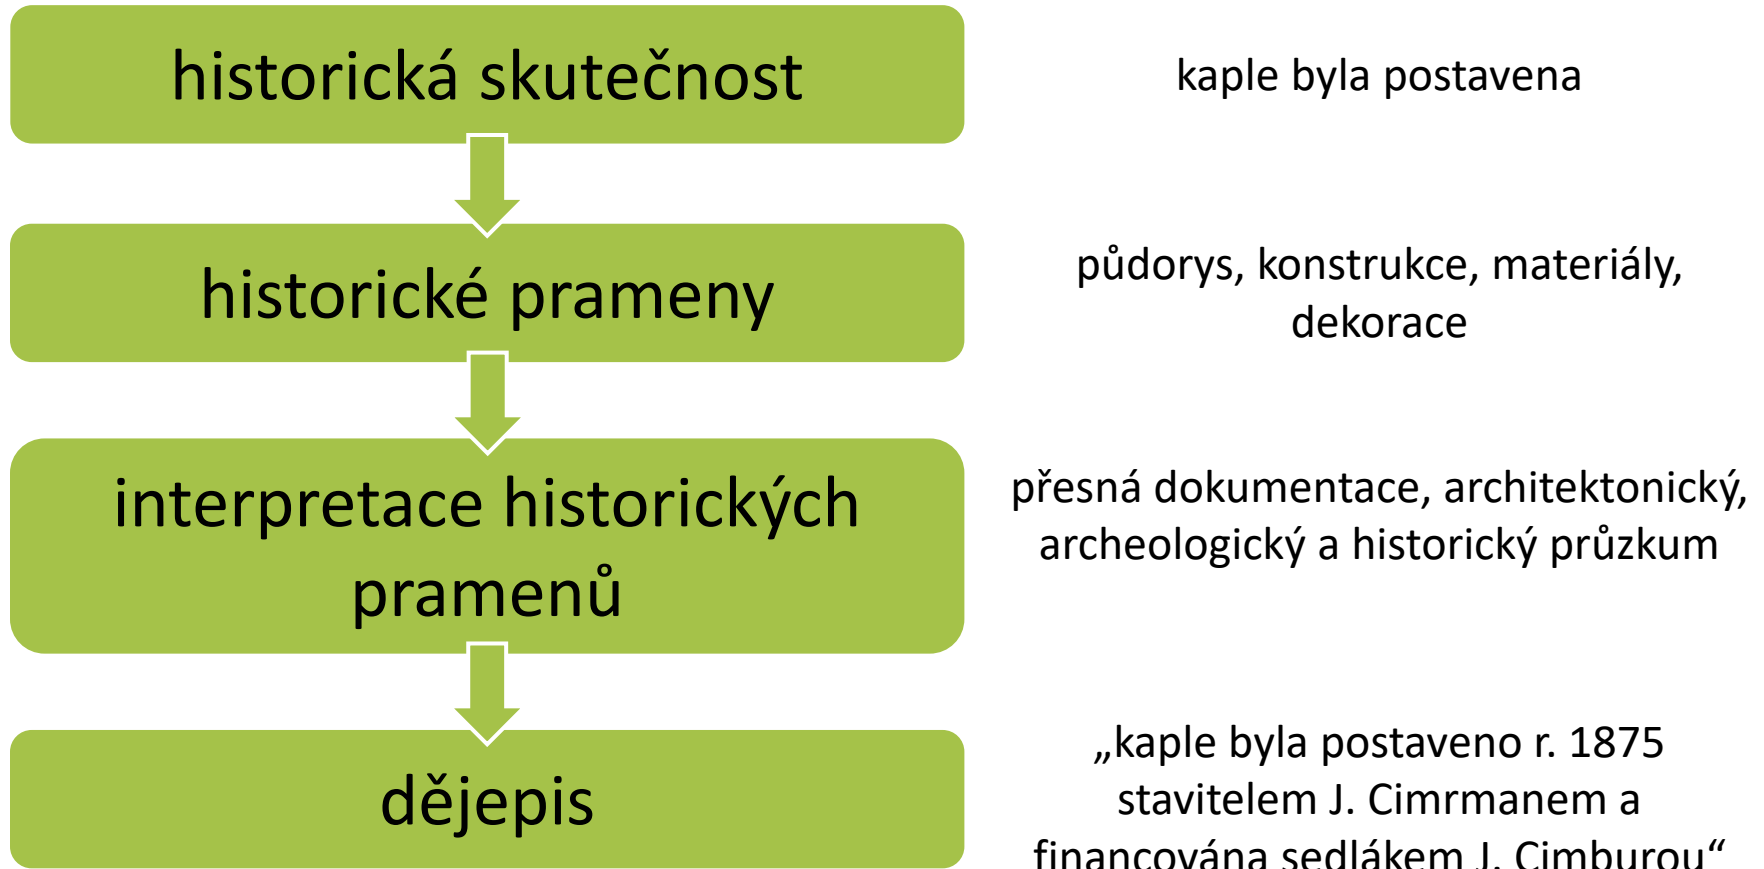 historická skutečnost
kaple byla postavena
historické prameny
půdorys, konstrukce, materiály,
dekorace
interpretace historických
pramenů
přesná dokumentace, architektonický,
archeologický a historický průzkum
dějepis
„kaple byla postaveno r. 1875
stavitelem J. Cimrmanem a
financována sedlákem J. Cimburou“